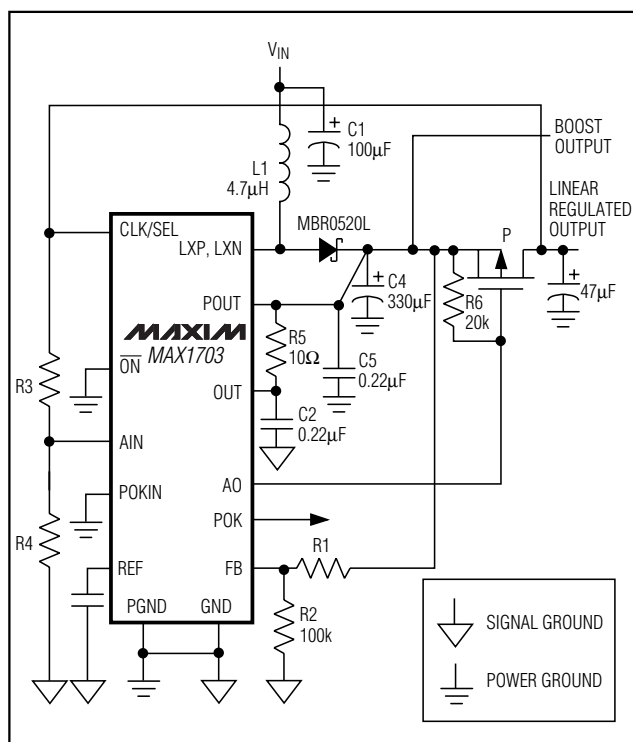 VIN
C1
100µF
L1
4.7µH
BOOST
OUTPUT
MBR0520L
LINEAR
REGULATED
OUTPUT
P
CLK/SEL
LXP, LXN
POUT
MAXIM
MAX1703
ON
OUT
AIN
POKIN
AO
POK
REF
FB
PGND
GND
R3
R4
R5
10Ω
C4
330µF
C5
0.22µF
C2
0.22µF
R6
20k
47µF
R1
R2
100k
SIGNAL GROUND
POWER GROUND